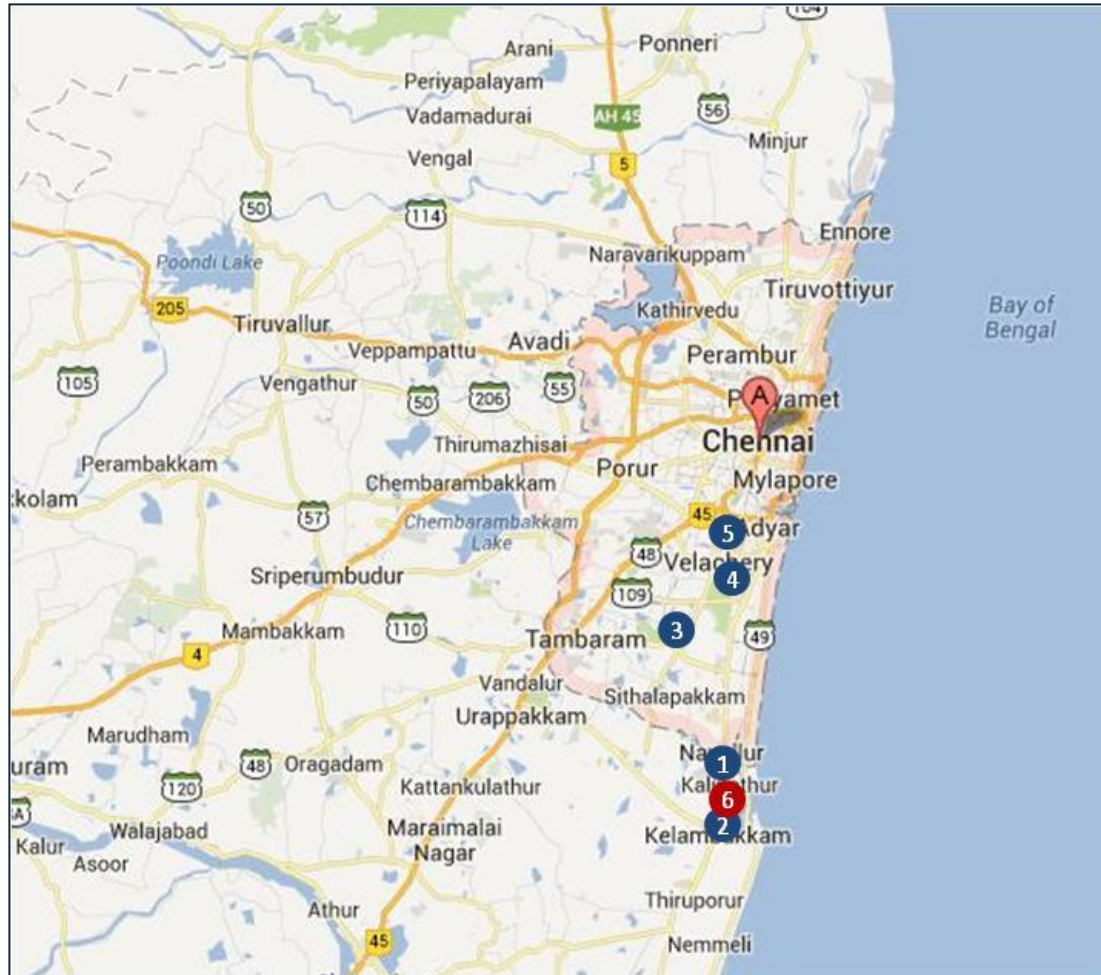 104
Ponneri
Arani
Periyapalayam
56
Vadamadurai
AH 45
Minjur
Vengal
5
50
114
Ennore
Naravarikuppam
Poondi Lake
Tiruvottiyur
205
Kathirvedu
Bay of
Bengal
Tiruvallur
Avadi
Veppampattu
Perambur
105
Vengathur
55
50
206
A
Chennai
Thirumazhisai
Perambakkam
Porur
kolam
Chembarambakkam
Mylapore
57
Chembarambakkam
Lake
45
5
Adyar
48
Sriperumbudur
4
109
110
3
Mambakkam
Tambaram
49
4
Vandalur
Sithalapakkam
Urappakkam
Marudham
uram
48
Oragadam
1
120
Kattankulathur
6
Walajabad
Maraimalai
Nagar
2
Kalur
Asoor
Thiruporur
Athur
45
Nemmeli